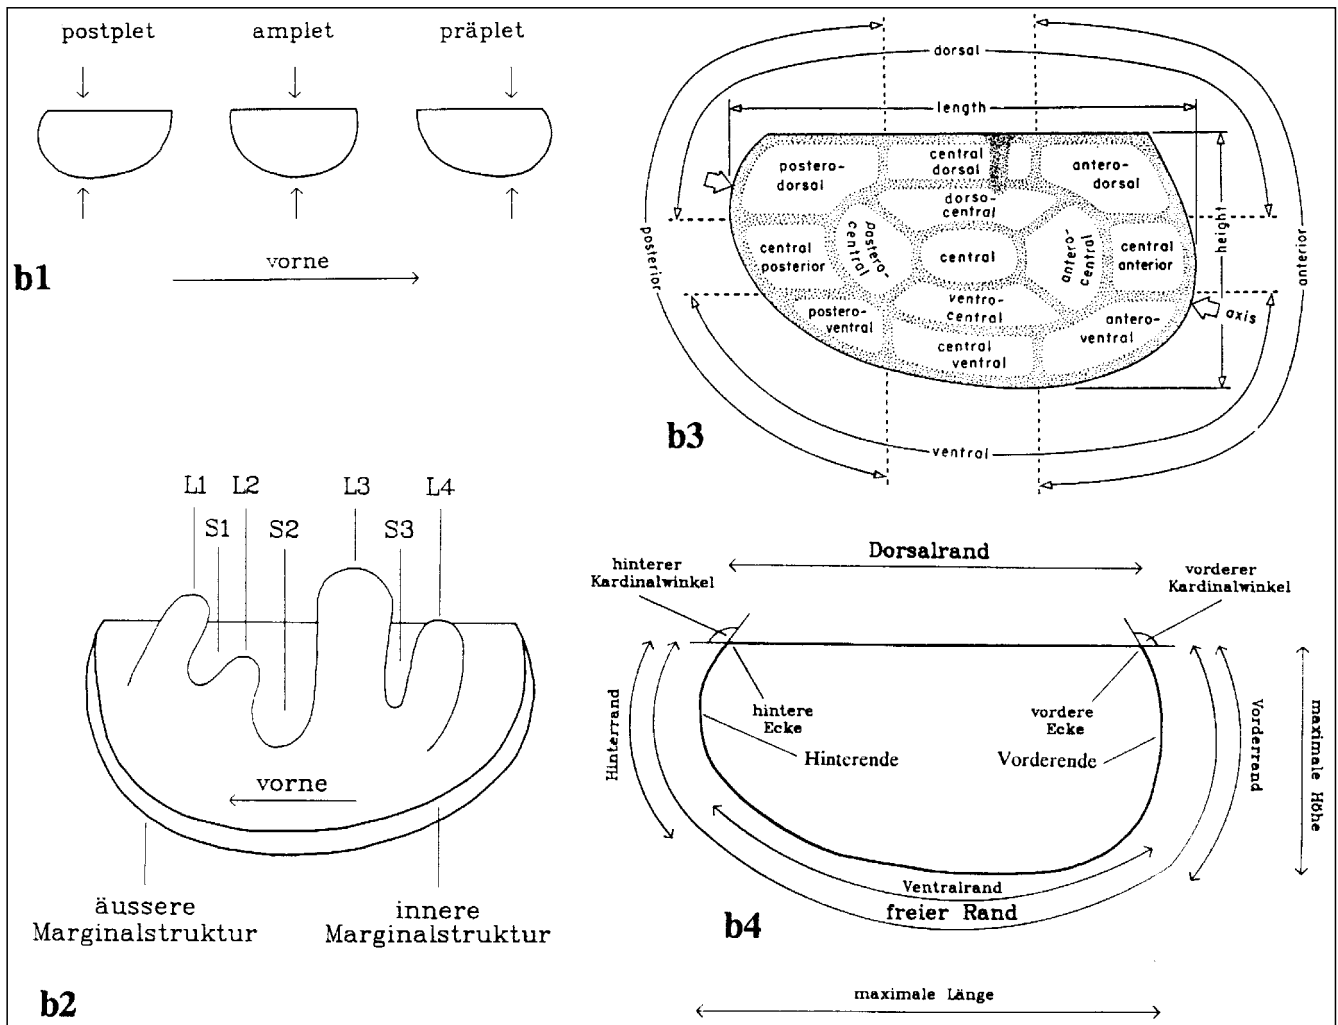 postplet amplet präplet
vorne
b1
dorsal
length
postero-
dorsal
central
dorsal
antero-
dorsal
dorso-
central
central
posterior
postero-
central
central
antero-
central
central
anterior
postero-
ventral
ventro-
central
antero-
ventral
central
ventral
posterior
height
anterior
axis
ventral
b3
L1 L2 L3 L4
S1 S2 S3
vorne
äussere
Marginalstruktur
innere
Marginalstruktur
b2
Dorsalrand
hinterer
Kardinalwinkel
vorderer
Kardinalwinkel
hintere
Ecke
vordere
Ecke
Hinterende
Vorderende
Hinterrand
Vorderrand
maximale Höhe
Ventralrand
freier Rand
b4
maximale Länge